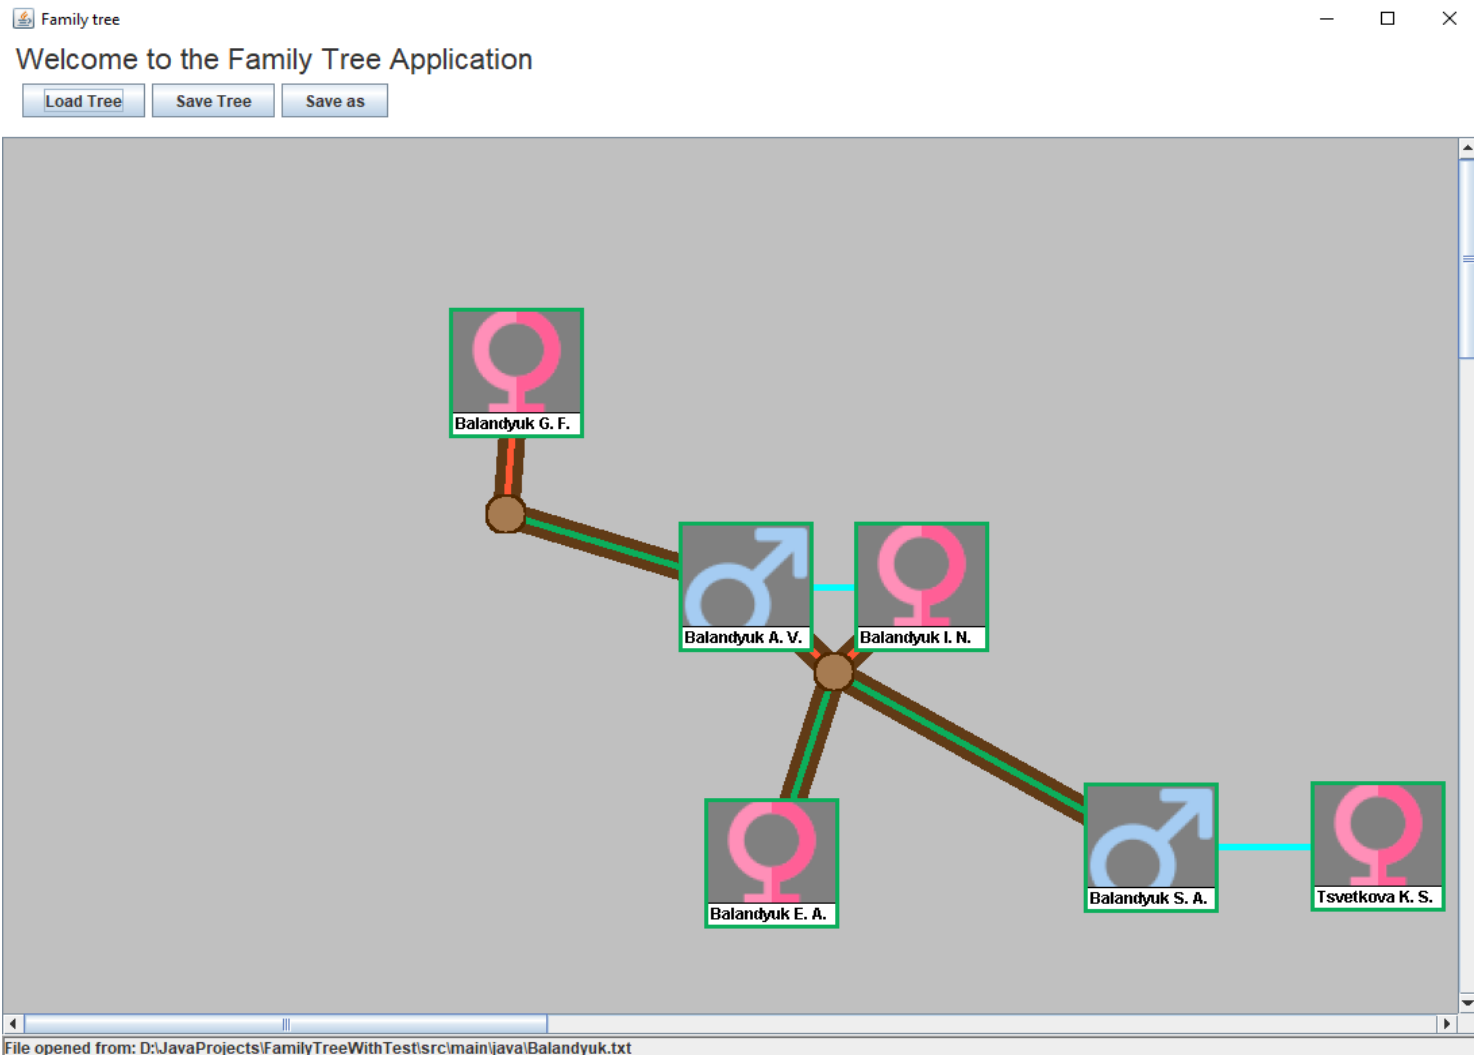 Family tree
Welcome to the Family Tree Application
Load Tree Save Tree Save as
Balandyuk G. F.
Balandyuk A. V. Balandyuk I. N.
Balandyuk E. A. Balandyuk S. A. Tsvetkova K. S.
File opened from: D:\JavaProjects\FamilyTreeWithTest\src\main\java\Balandyuk.txt